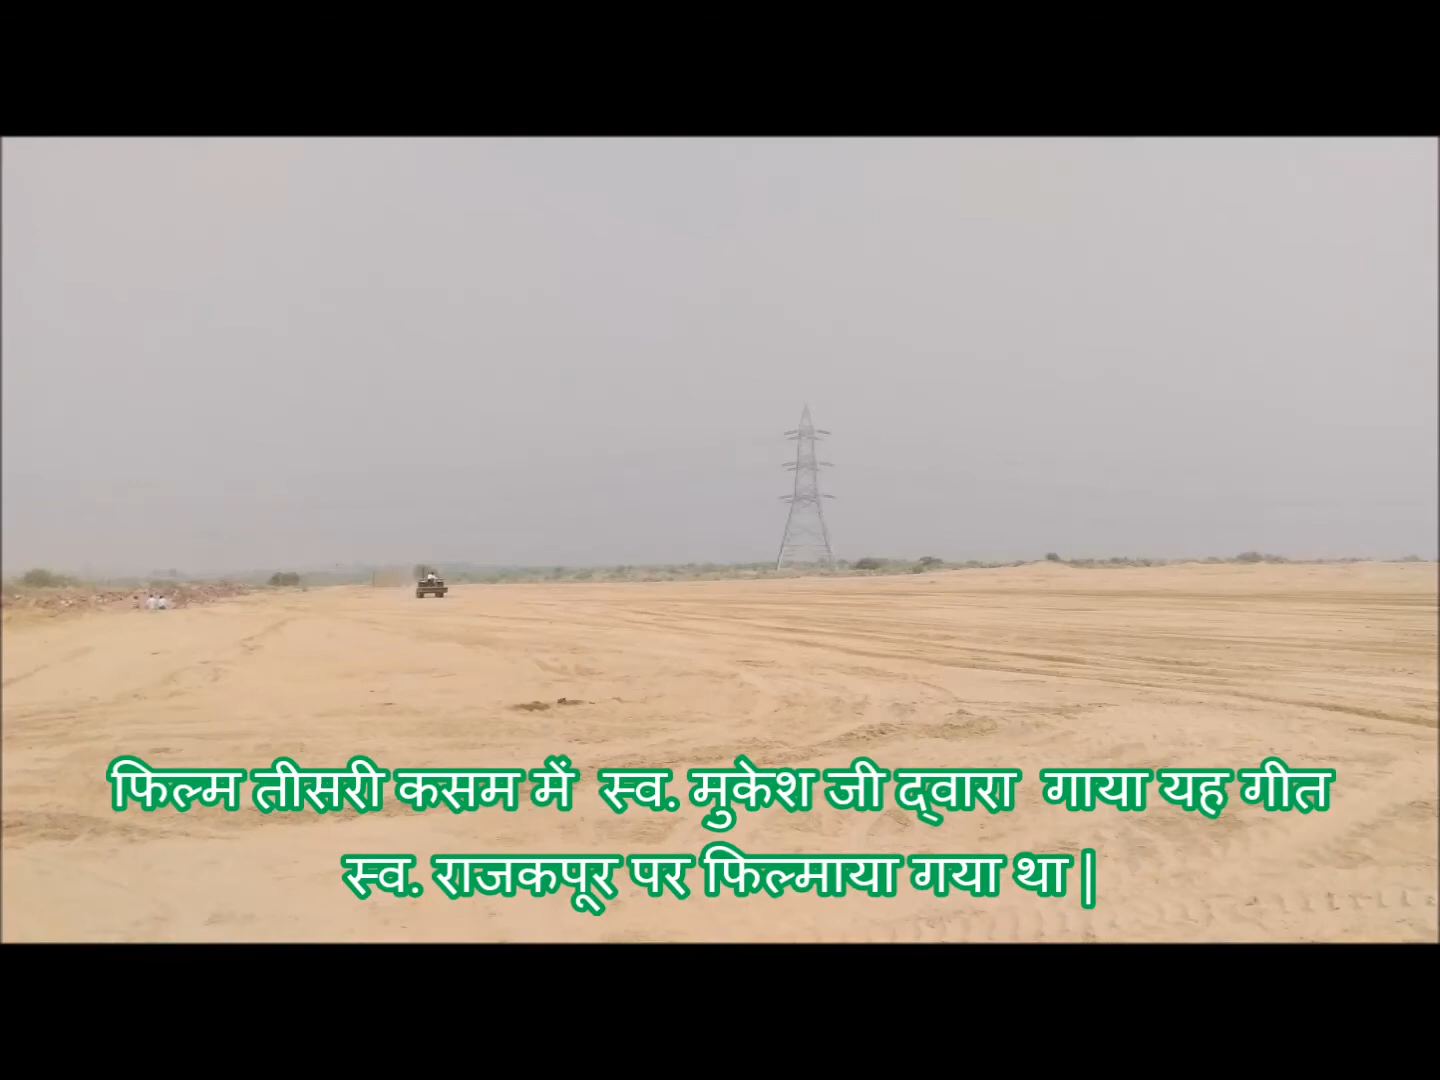 फिल्म तीसरी कसम में  स्व. मुकेश जी द्वारा  गाया यह गीत
स्व. राजकपूर पर फिल्माया गया था |